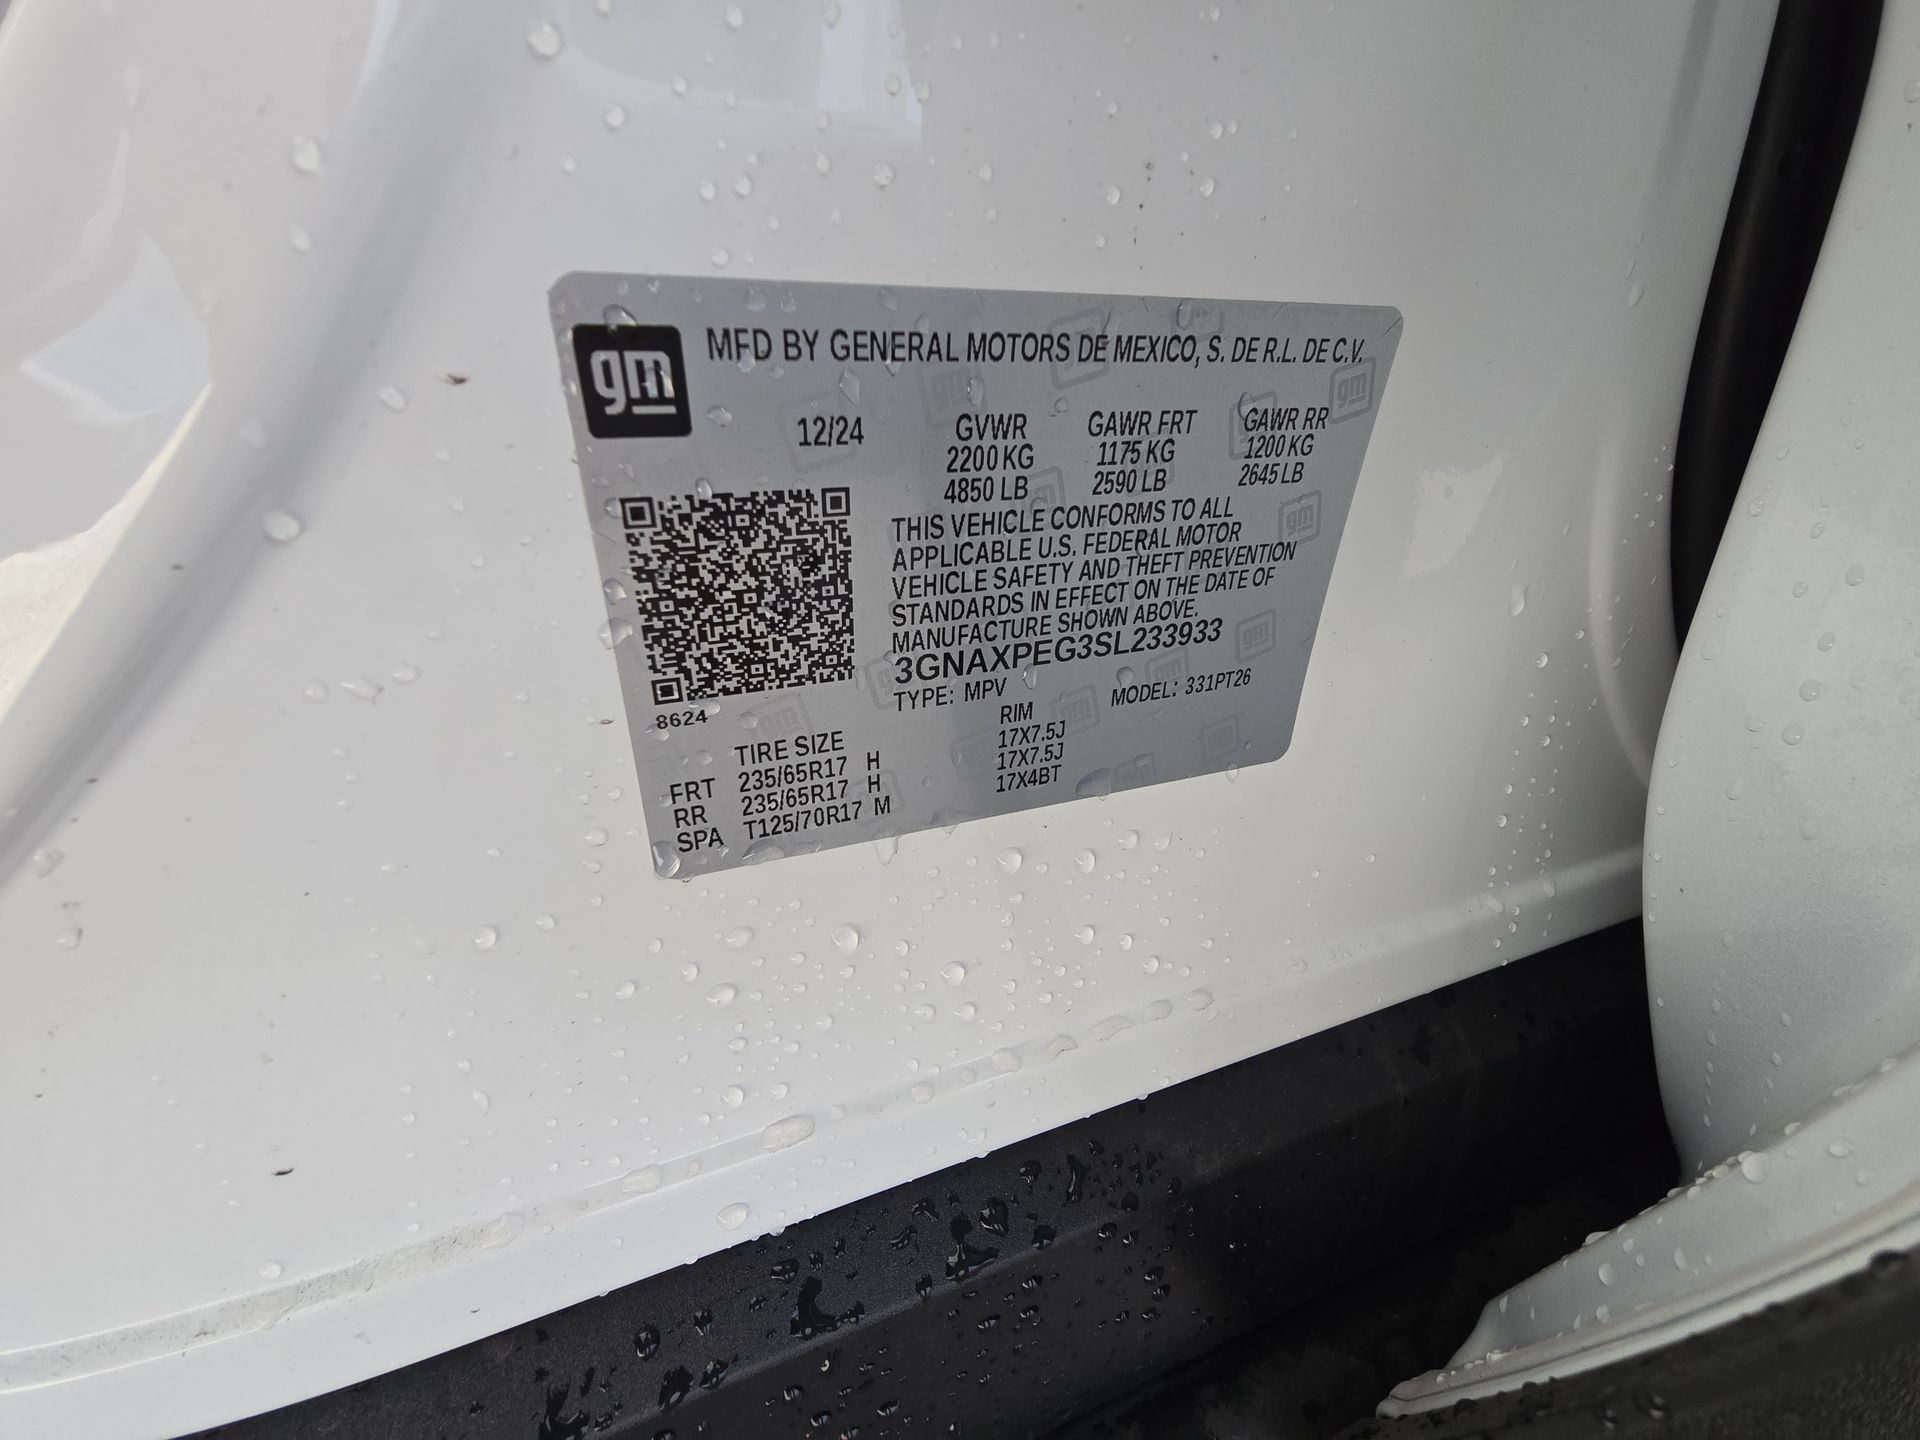 gm
MFD BY GENERAL MOTORS DE MEXICO, S. DE R.L. DE C.V.
12/24 GVWR GAWR FRT GAWR RR
2200 KG 1175 KG 1200 KG
4850 LB 2590 LB 2645 LB
THIS VEHICLE CONFORMS TO ALL
APPLICABLE U.S. FEDERAL MOTOR
VEHICLE SAFETY AND THEFT PREVENTION
STANDARDS IN EFFECT ON THE DATE OF
MANUFACTURE SHOWN ABOVE.
3GNAXPEG3SL233933
TYPE: MPV MODEL: 331PT26
8624
TIRE SIZE RIM
FRT 235/65R17 H 17X7.5J
RR 235/65R17 H 17X7.5J
SPA T125/70R17 M 17X4BT